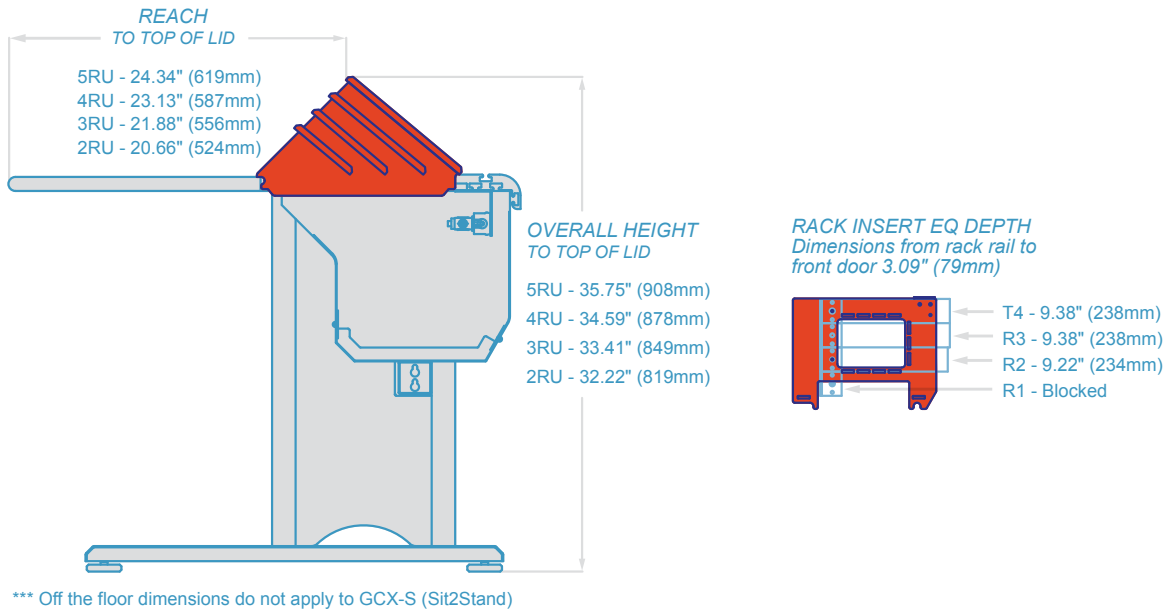 REACH
TO TOP OF LID
5RU - 24.34" (619mm)
4RU - 23.13" (587mm)
3RU - 21.88" (556mm)
2RU - 20.66" (524mm)
OVERALL HEIGHT
TO TOP OF LID
5RU - 35.75" (908mm)
4RU - 34.59" (878mm)
3RU - 33.41" (849mm)
2RU - 32.22" (819mm)
RACK INSERT EQ DEPTH
Dimensions from rack rail to
front door 3.09" (79mm)
T4 - 9.38" (238mm)
R3 - 9.38" (238mm)
R2 - 9.22" (234mm)
R1 - Blocked
*** Off the floor dimensions do not apply to GCX-S (Sit2Stand)